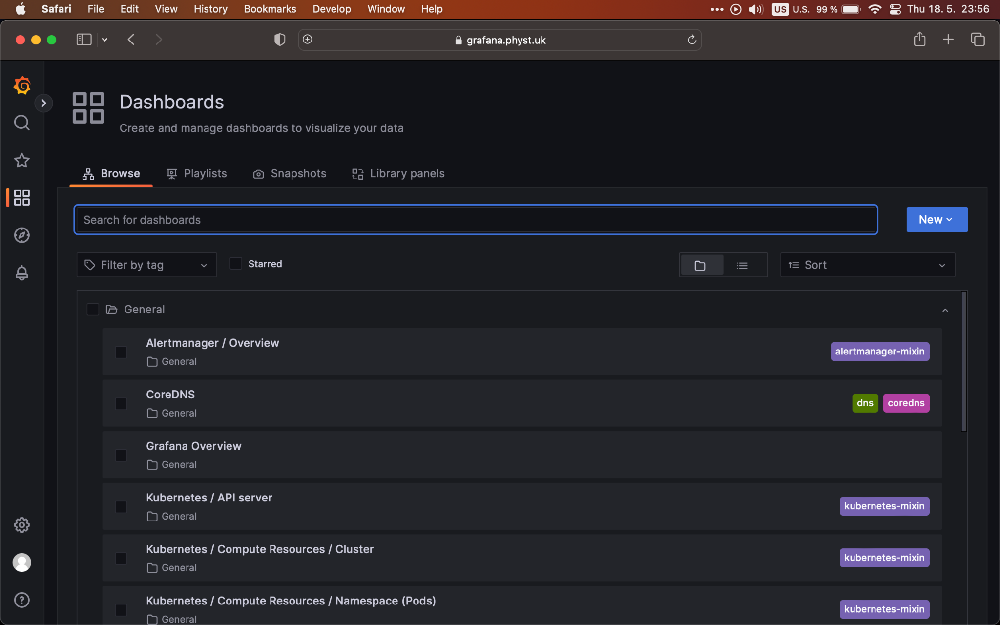 Safari File Edit View History Bookmarks Develop Window Help US U.S. 99 % Thu 18. 5. 23:56
grafana.physt.uk
Dashboards
Create and manage dashboards to visualize your data
Browse Playlists Snapshots Library panels
Search for dashboards New
Filter by tag Starred Sort
General
Alertmanager / Overview
General
alertmanager-mixin
CoreDNS
General
dns coredns
Grafana Overview
General
Kubernetes / API server
General
kubernetes-mixin
Kubernetes / Compute Resources / Cluster
General
kubernetes-mixin
Kubernetes / Compute Resources / Namespace (Pods)
General
kubernetes-mixin